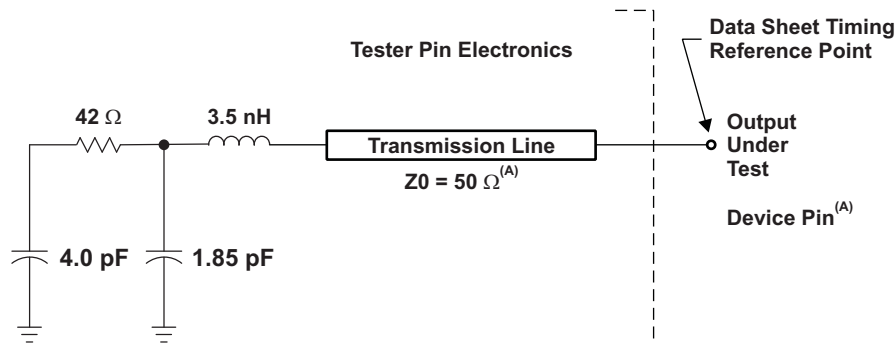 Tester Pin Electronics
Data Sheet Timing
Reference Point
42 Ω
3.5 nH
Transmission Line
Z0 = 50 Ω(A)
Output
Under
Test
Device Pin(A)
4.0 pF
1.85 pF